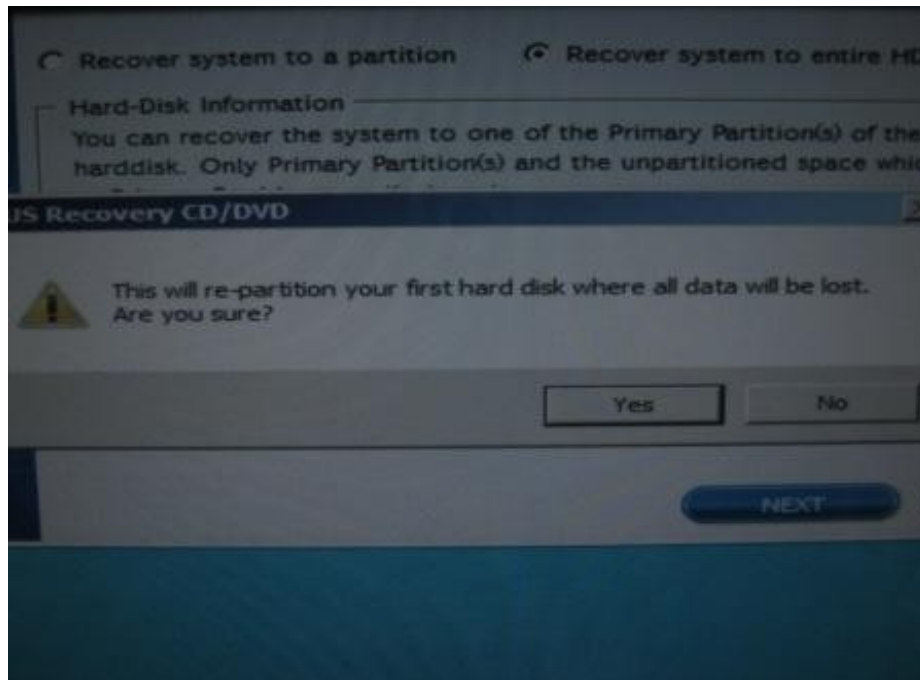 Recover system to a partition Recover system to entire HD
Hard-Disk Information
You can recover the system to one of the Primary Partition(s) of the
harddisk. Only Primary Partition(s) and the unpartitioned space
US Recovery CD/DVD
This will re-partition your first hard disk where all data will be lost.
Are you sure?
Yes No
NEXT